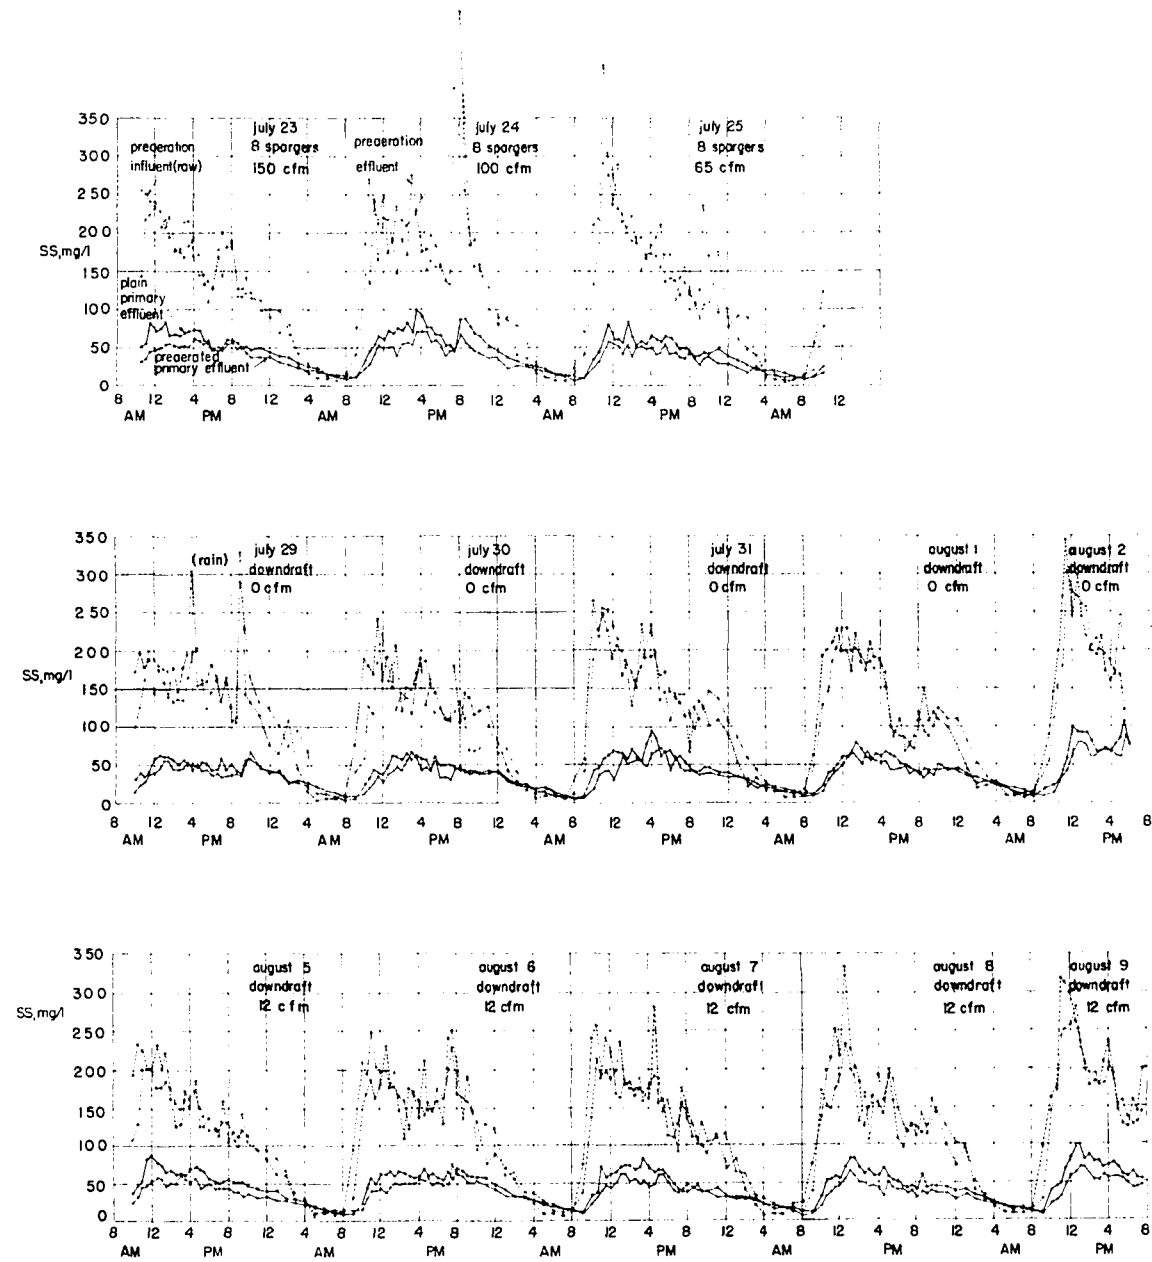 350
300
250
200
SS,mg/l
150
100
50
0
preaeration
influent(raw)
july 23
8 spargers
150 cfm
preaeration
effluent
july 24
8 spargers
100 cfm
july 25
8 spargers
65 cfm
plain
primary
effluent
preaerated
primary effluent
8 12 4 8 12 4 8 12 4 8 12 4 8 12 4 8 12 4 8 12
AM PM AM PM AM PM AM
350
300
250
200
SS,mg/l
150
100
50
0
(rain)
july 29
downdraft
0 cfm
july 30
downdraft
0 cfm
july 31
downdraft
0 cfm
august 1
downdraft
0 cfm
august 2
downdraft
0 cfm
8 12 4 8 12 4 8 12 4 8 12 4 8 12 4 8 12 4 8 12 4 8 12 4 8 12 4 8
AM PM AM PM AM PM AM PM AM PM
350
300
SS,mg/l
250
200
150
100
50
0
august 5
downdraft
12 cfm
august 6
downdraft
12 cfm
august 7
downdraft
12 cfm
august 8
downdraft
12 cfm
august 9
downdraft
12 cfm
8 12 4 8 12 4 8 12 4 8 12 4 8 12 4 8 12 4 8 12 4 8 12 4 8 12 4 8
AM PM AM PM AM PM AM PM AM PM